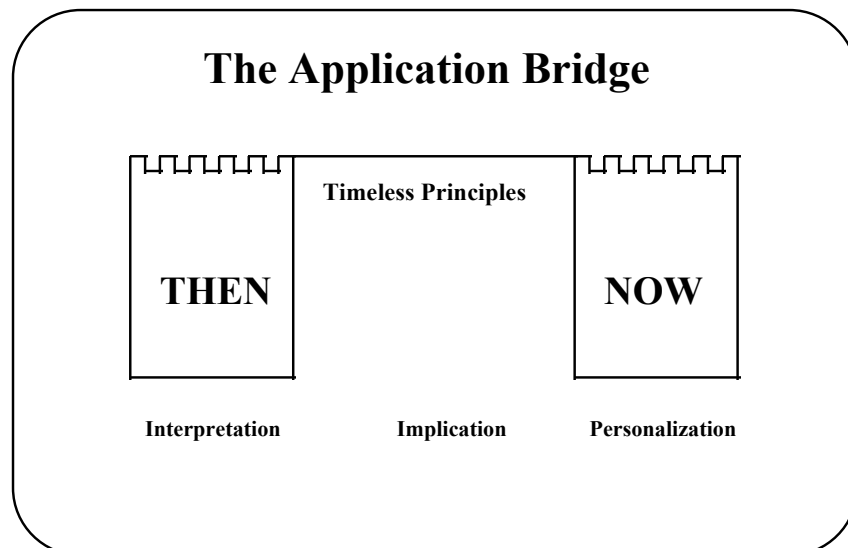 The Application Bridge
Timeless Principles
THEN NOW
Interpretation Implication Personalization